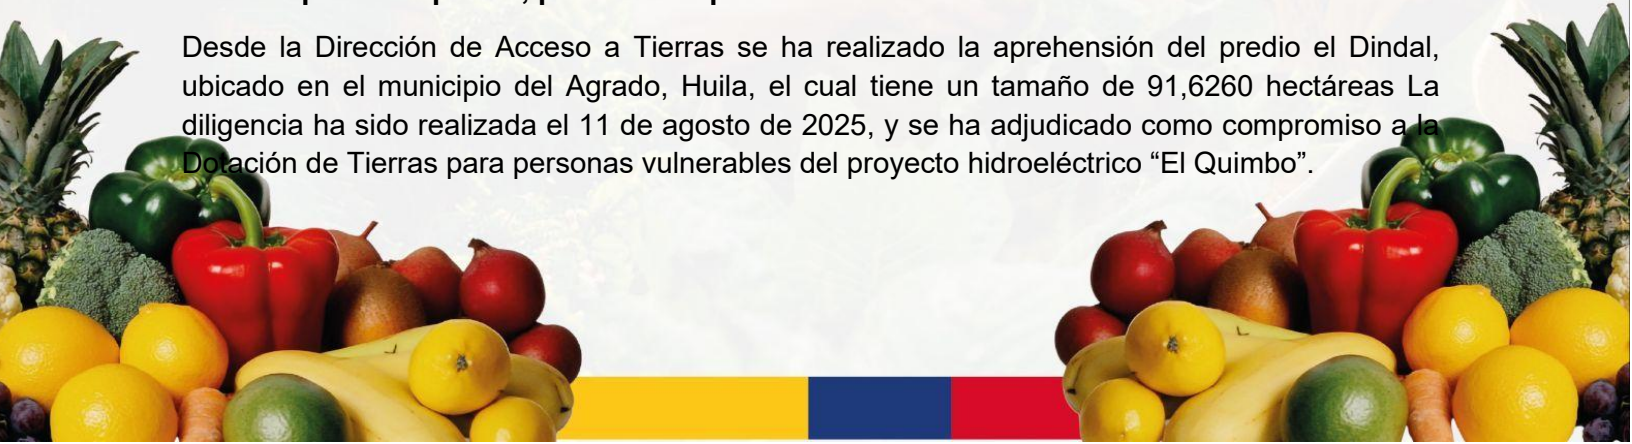 Desde la Dirección de Acceso a Tierras se ha realizado la aprehensión del predio el Dindal,
ubicado en el municipio del Agrado, Huila, el cual tiene un tamaño de 91,6260 hectáreas La
diligencia ha sido realizada el 11 de agosto de 2025, y se ha adjudicado como compromiso a la
Dotación de Tierras para personas vulnerables del proyecto hidroeléctrico “El Quimbo”.